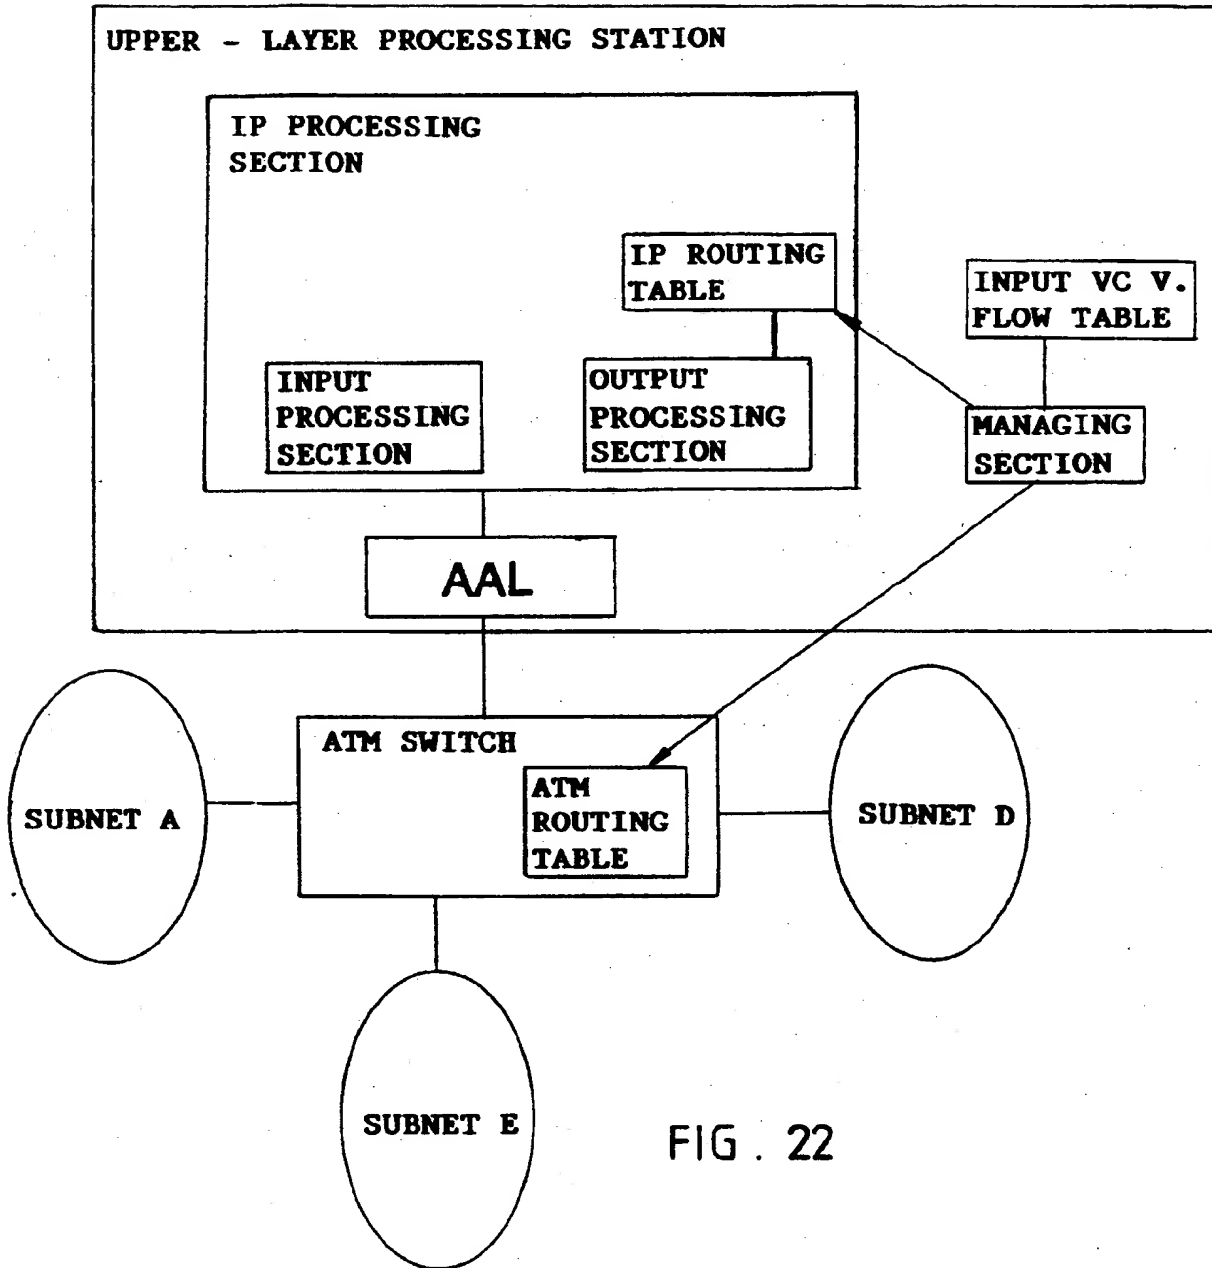 UPPER - LAYER PROCESSING STATION
IP PROCESSING
SECTION
IP ROUTING
TABLE
INPUT VC V.
FLOW TABLE
INPUT
PROCESSING
SECTION
OUTPUT
PROCESSING
SECTION
MANAGING
SECTION
AAL
ATM SWITCH
ATM
ROUTING
TABLE
SUBNET A
SUBNET D
SUBNET E
FIG. 22